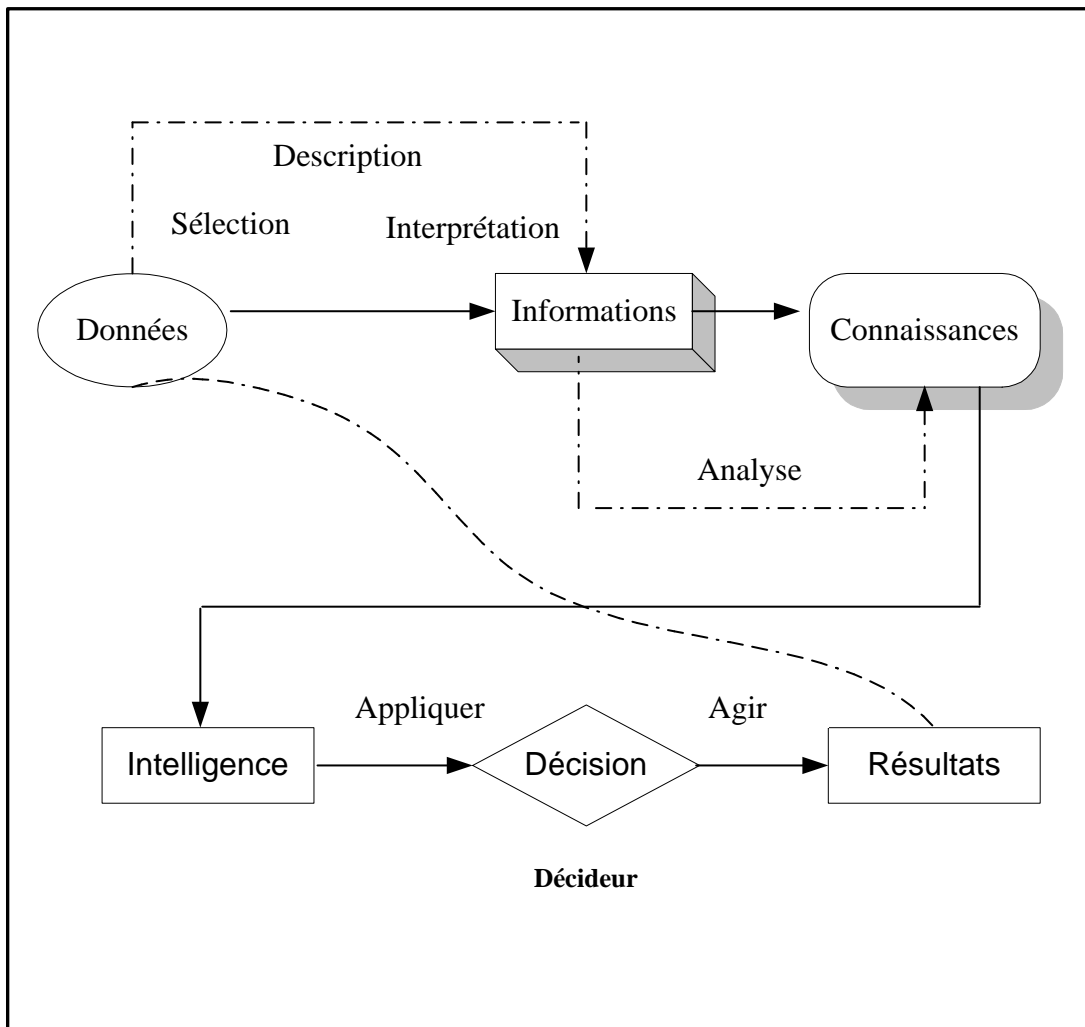 Description
Sélection
Interprétation
Données
Informations
Connaissances
Analyse
Appliquer
Agir
Intelligence
Décision
Résultats
Décideur